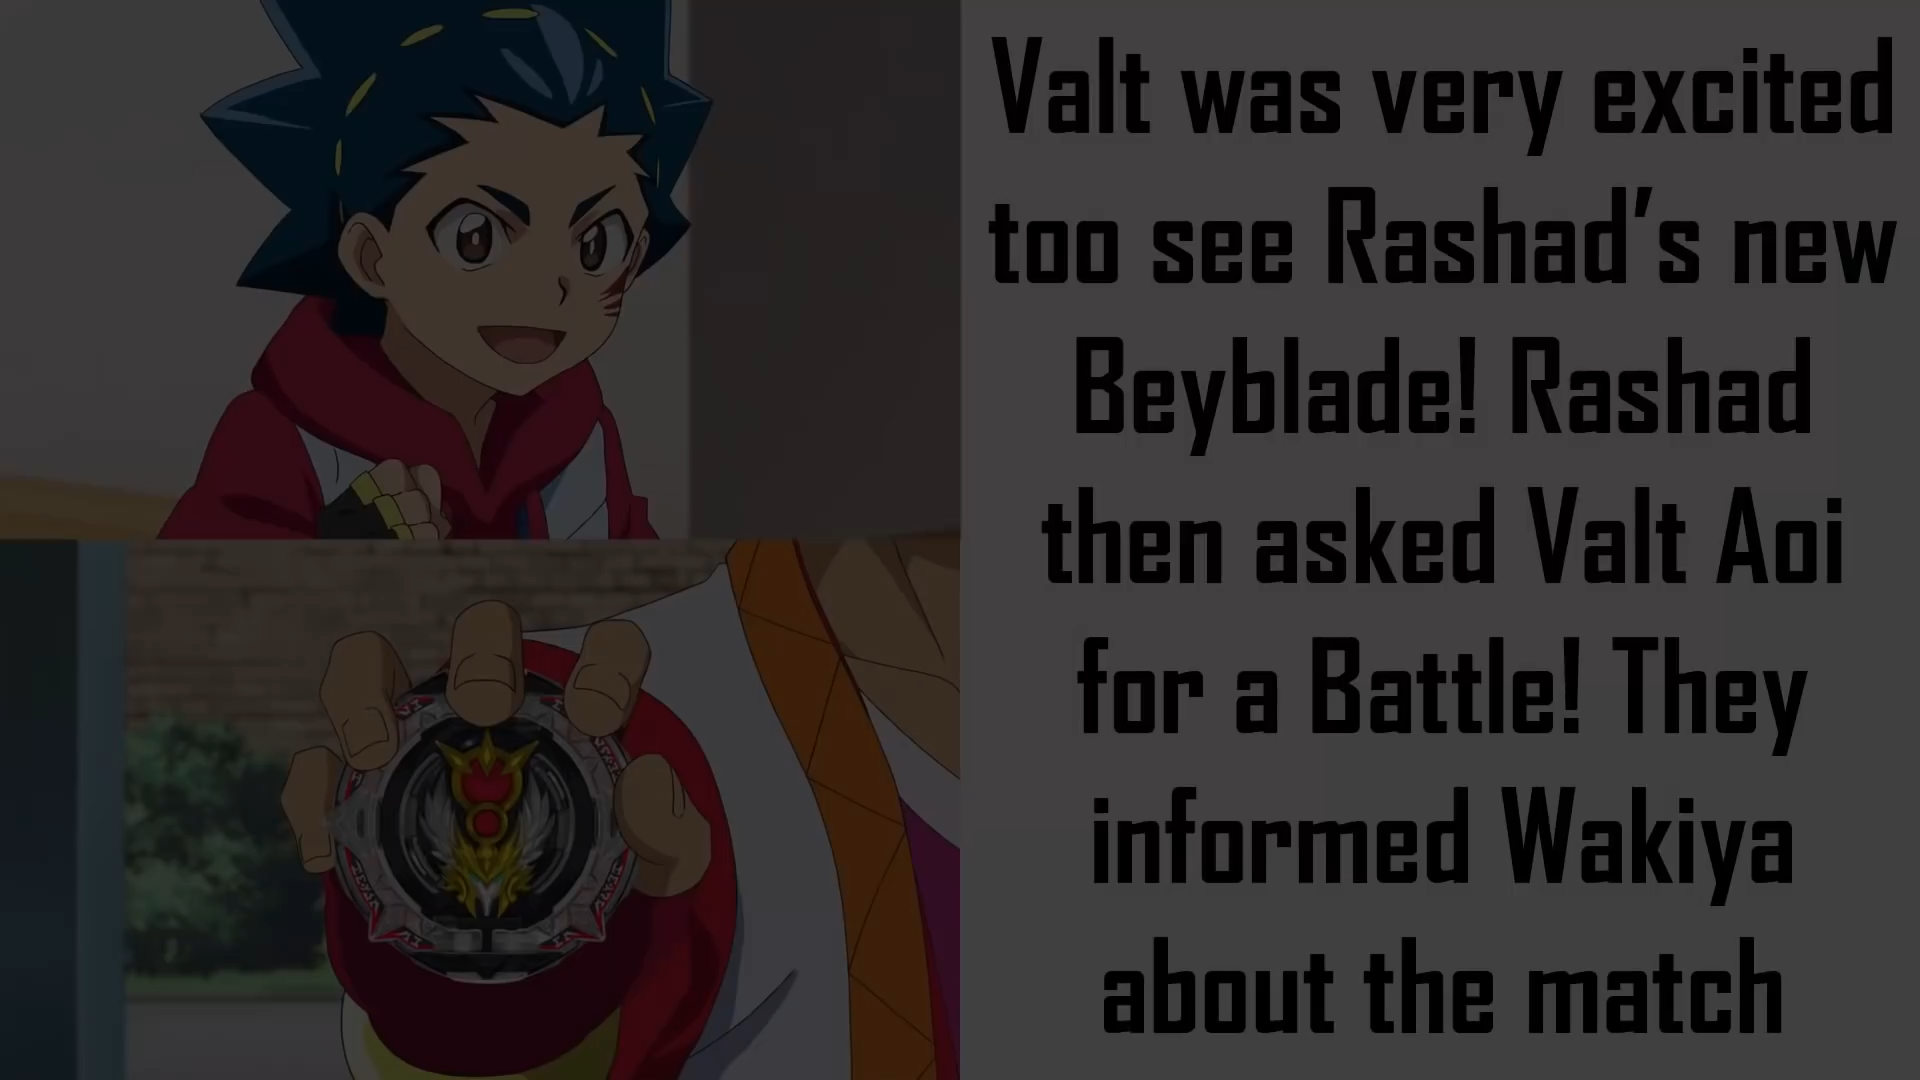 Valt was very excited
too see Rashad’s new
Beyblade! Rashad
then asked Valt Aoi
for a Battle! They
informed Wakiya
about the match